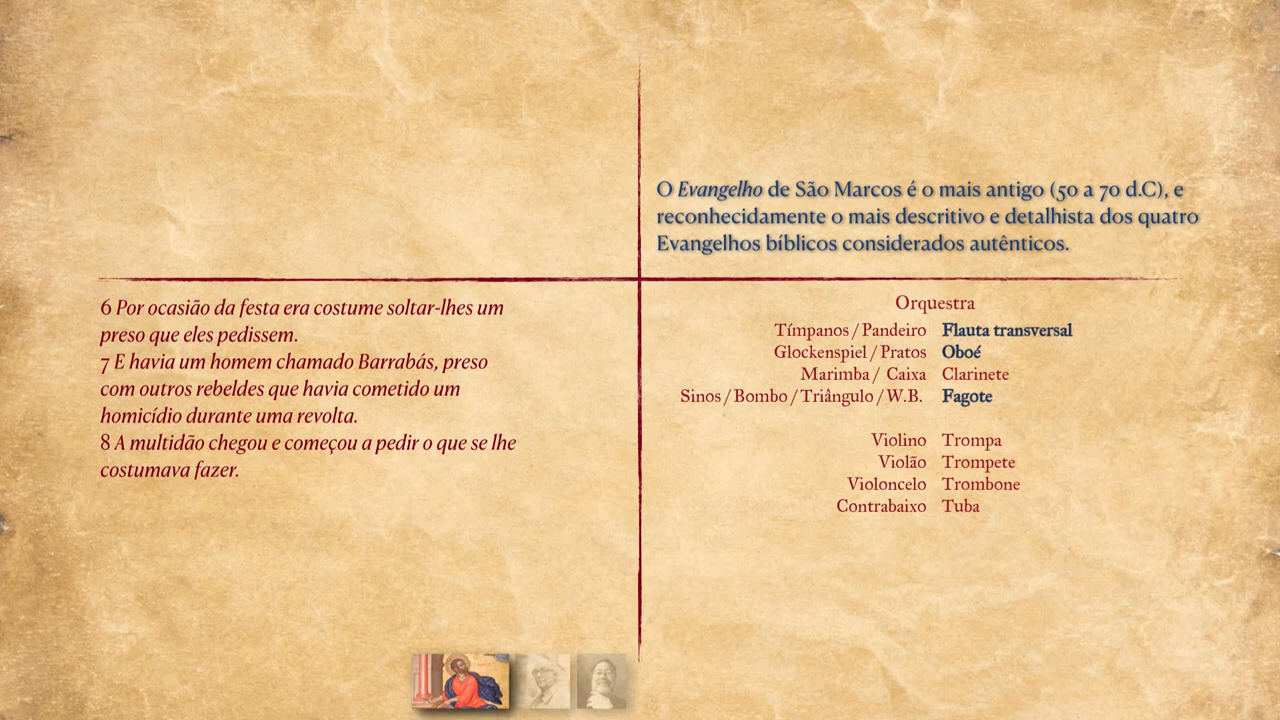 O Evangelho de São Marcos é o mais antigo (50 a 70 d.C), e
reconhecidamente o mais descritivo e detalhista dos quatro
Evangelhos bíblicos considerados autênticos.
6 Por ocasião da festa era costume soltar-lhes um
preso que eles pedissem.
7 E havia um homem chamado Barrabás, preso
com outros rebeldes que havia cometido um
homicídio durante uma revolta.
8 A multidão chegou e começou a pedir o que se lhe
costumava fazer.
Orquestra
Tímpanos / Pandeiro Flauta transversal
Glockenspiel / Pratos Oboé
Marimba / Caixa Clarinete
Sinos / Bombo / Triângulo / W.B. Fagote
Violino Trompa
Violão Trompete
Violoncelo Trombone
Contrabaixo Tuba